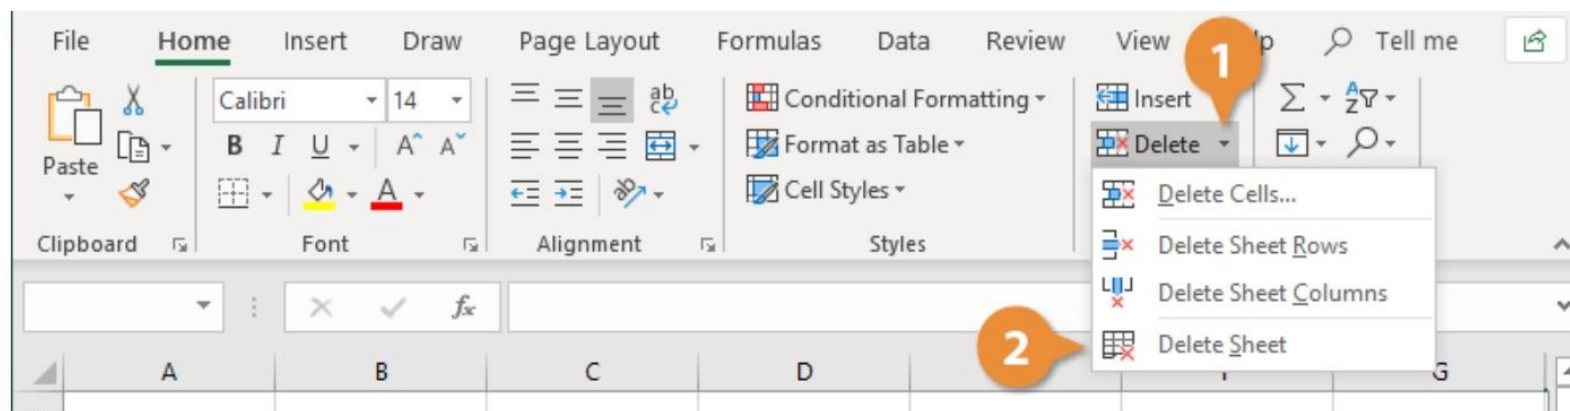 File Home Insert Draw Page Layout Formulas Data Review View Tell me
Calibri 14 ab Conditional Formatting Insert Σ A
c Z
Paste B I U A^ A˅ Format as Table Delete
A ab Cell Styles Delete Cells...
Clipboard Font Alignment Styles Delete Sheet Rows
fx Delete Sheet Columns
Delete Sheet
A B C D G
1
2